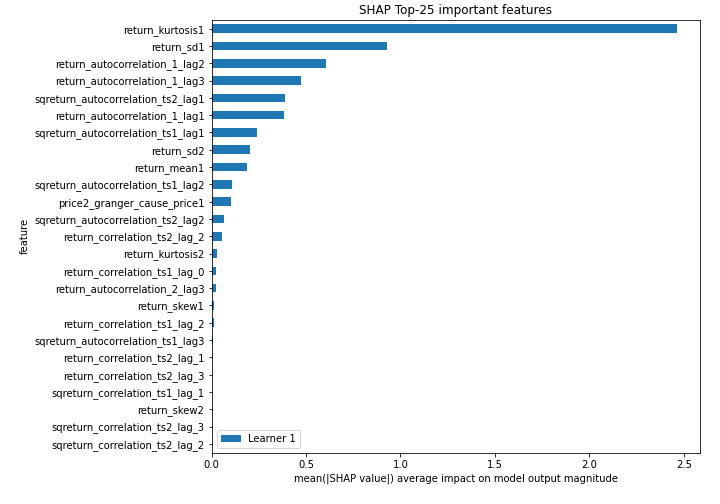 SHAP Top-25 important features
return_kurtosis1
return_sd1
return_autocorrelation_1_lag2
return_autocorrelation_1_lag3
sqreturn_autocorrelation_ts2_lag1
return_autocorrelation_1_lag1
sqreturn_autocorrelation_ts1_lag1
return_sd2
return_mean1
sqreturn_autocorrelation_ts1_lag2
price2_granger_cause_price1
sqreturn_autocorrelation_ts2_lag2
return_correlation_ts2_lag_2
return_kurtosis2
return_correlation_ts1_lag_0
return_autocorrelation_2_lag3
return_skew1
return_correlation_ts1_lag_2
sqreturn_autocorrelation_ts1_lag3
return_correlation_ts2_lag_1
return_correlation_ts2_lag_3
sqreturn_correlation_ts1_lag_1
return_skew2
sqreturn_correlation_ts2_lag_3
sqreturn_correlation_ts2_lag_2
feature
Learner 1
0.0 0.5 1.0 1.5 2.0 2.5
mean(|SHAP value|) average impact on model output magnitude